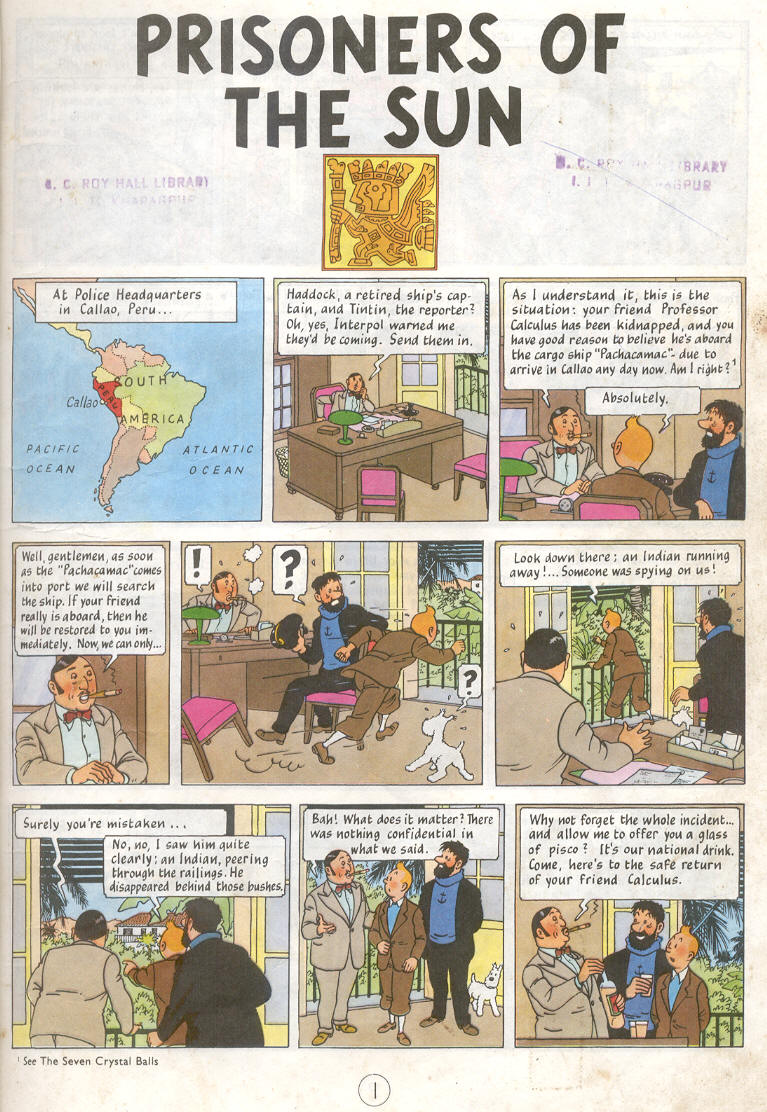 PRISONERS OF
THE SUN
B. C. ROY HALL LIBRARY
B. C. ROY HALL LIBRARY
At Police Headquarters
in Callao, Peru...
SOUTH
PERU
Callao
AMERICA
PACIFIC
OCEAN
ATLANTIC
OCEAN
Haddock, a retired ship's cap-
tain, and Tintin, the reporter?
Oh, yes, Interpol warned me
they'd be coming. Send them in.
As I understand it, this is the
situation: your friend Professor
Calculus has been kidnapped, and you
have good reason to believe he's aboard
the cargo ship "Pachacamac" - due to
arrive in Callao any day now. Am I right?¹
Absolutely.
Well, gentlemen, as soon
as the "Pachacamac" comes
into port we will search
the ship. If your friend
really is aboard, then he
will be restored to you im-
mediately. Now, we can only...
!
?
?
Look down there: an Indian running
away!... Someone was spying on us!
Surely you're mistaken ...
No, no, I saw him quite
clearly: an Indian, peering
through the railings. He
disappeared behind those bushes.
Bah! What does it matter? There
was nothing confidential in
what we said.
Why not forget the whole incident...
and allow me to offer you a glass
of pisco? It's our national drink.
Come, here's to the safe return
of your friend Calculus.
¹ See The Seven Crystal Balls
1